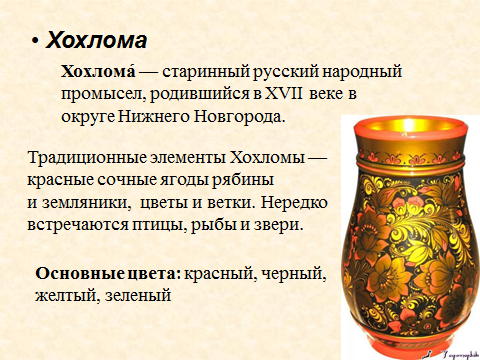 • Хохлома
Хохлома́ — старинный русский народный
промысел, родившийся в XVII веке в
округе Нижнего Новгорода.
Традиционные элементы Хохломы —
красные сочные ягоды рябины
и земляники, цветы и ветки. Нередко
встречаются птицы, рыбы и звери.
Основные цвета: красный, черный,
желтый, зеленый